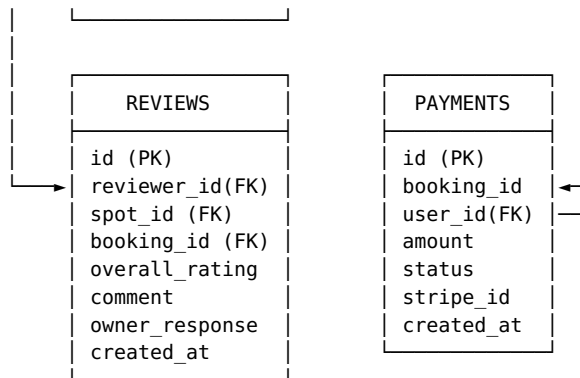 REVIEWS
id (PK)
reviewer_id(FK)
spot_id (FK)
booking_id (FK)
overall_rating
comment
owner_response
created_at
PAYMENTS
id (PK)
booking_id
user_id(FK)
amount
status
stripe_id
created_at